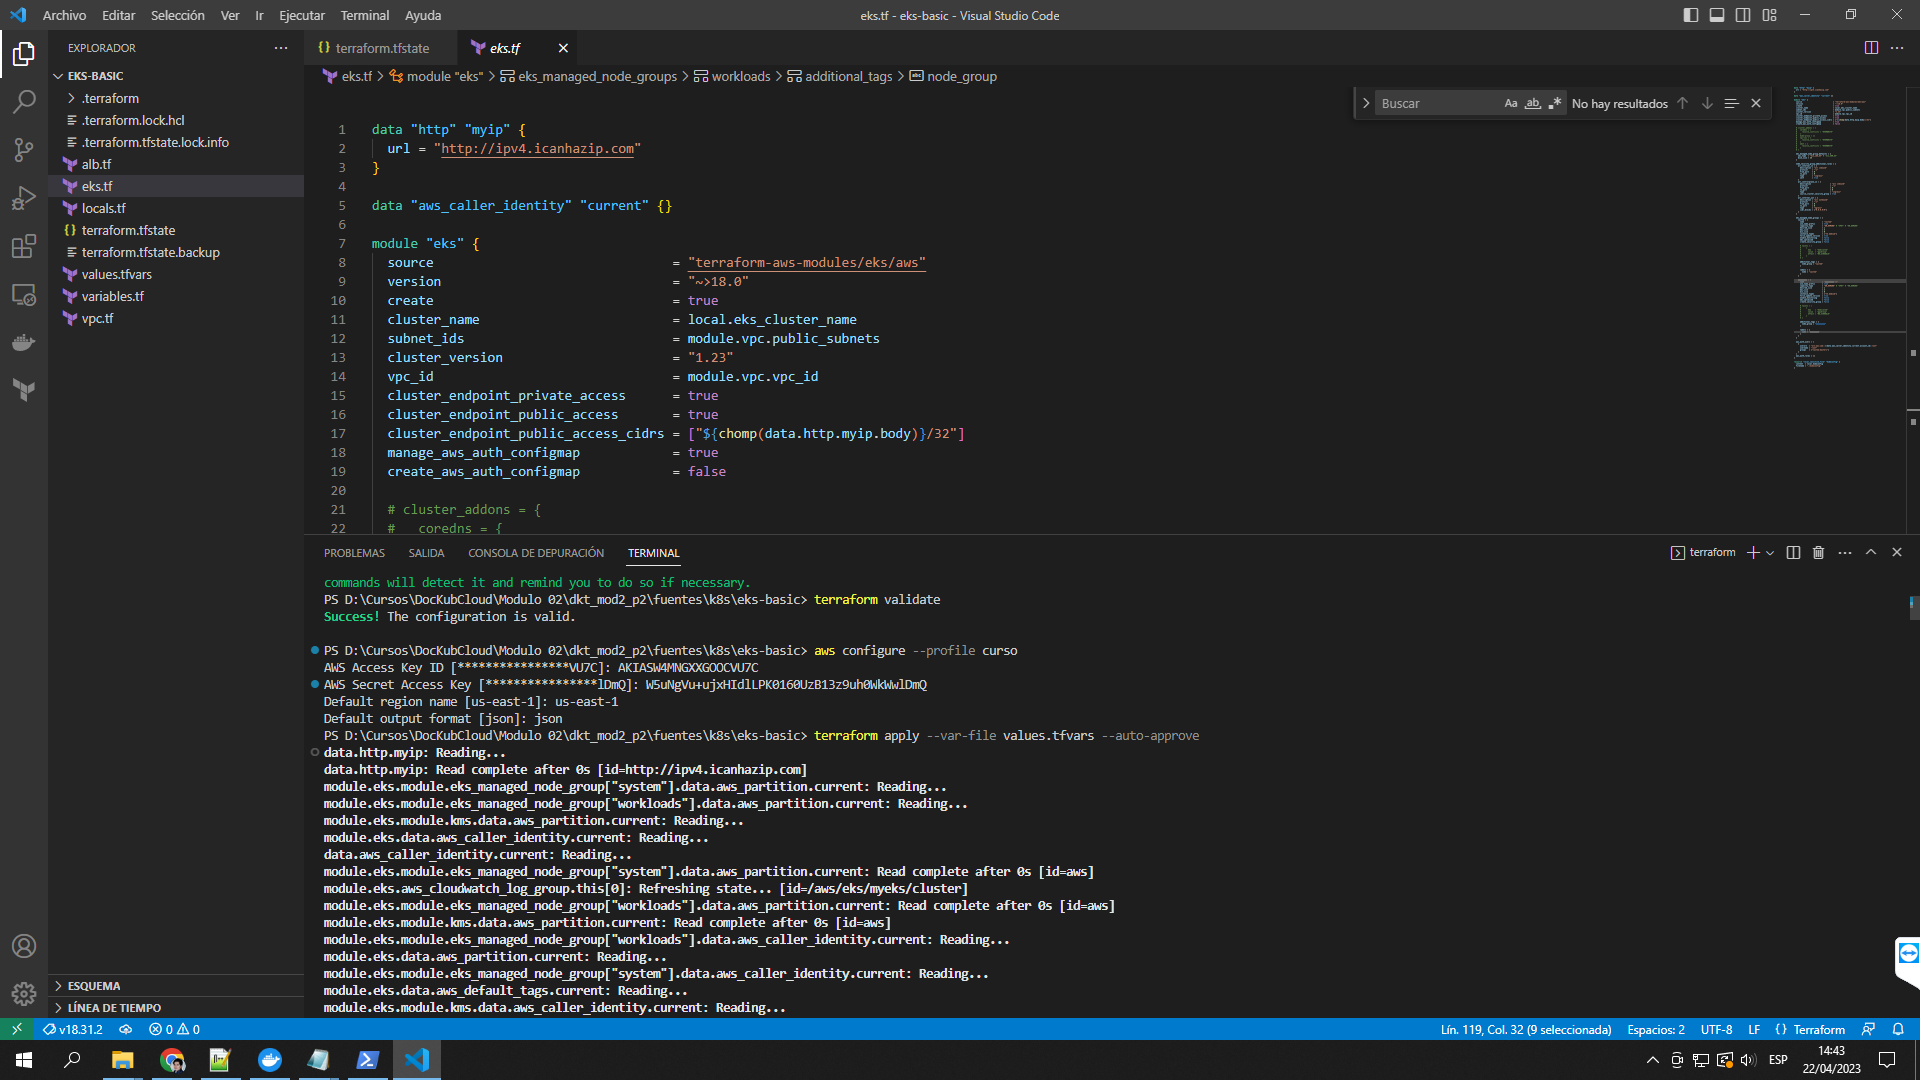 Archivo Editar Selección Ver Ir Ejecutar Terminal Ayuda
eks.tf - eks-basic - Visual Studio Code
EXPLORADOR
EKS-BASIC
.terraform
.terraform.lock.hcl
.terraform.tfstate.lock.info
alb.tf
eks.tf
locals.tf
terraform.tfstate
terraform.tfstate.backup
values.tfvars
variables.tf
vpc.tf
ESQUEMA
LÍNEA DE TIEMPO
terraform.tfstate eks.tf
eks.tf > module "eks" > eks_managed_node_groups > workloads > additional_tags > node_group
Buscar Aa ab No hay resultados
1 data "http" "myip" {
2 url = "http://ipv4.icanhazip.com"
3 }
4
5 data "aws_caller_identity" "current" {}
6
7 module "eks" {
8 source = "terraform-aws-modules/eks/aws"
9 version = "~>18.0"
10 create = true
11 cluster_name = local.eks_cluster_name
12 subnet_ids = module.vpc.public_subnets
13 cluster_version = "1.23"
14 vpc_id = module.vpc.vpc_id
15 cluster_endpoint_private_access = true
16 cluster_endpoint_public_access = true
17 cluster_endpoint_public_access_cidrs = ["${chomp(data.http.myip.body)}/32"]
18 manage_aws_auth_configmap = true
19 create_aws_auth_configmap = false
20
21 # cluster_addons = {
22 # coredns = {
PROBLEMAS SALIDA CONSOLA DE DEPURACIÓN TERMINAL
terraform
commands will detect it and remind you to do so if necessary.
PS D:\Cursos\DocKubCloud\Modulo 02\dkt_mod2_p2\fuentes\k8s\eks-basic> terraform validate
Success! The configuration is valid.
PS D:\Cursos\DocKubCloud\Modulo 02\dkt_mod2_p2\fuentes\k8s\eks-basic> aws configure --profile curso
AWS Access Key ID [****************VU7C]: AKIASW4MNGXXGOOCVU7C
AWS Secret Access Key [****************lDmQ]: 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
Default region name [us-east-1]: us-east-1
Default output format [json]: json
PS D:\Cursos\DocKubCloud\Modulo 02\dkt_mod2_p2\fuentes\k8s\eks-basic> terraform apply --var-file values.tfvars --auto-approve
data.http.myip: Reading...
data.http.myip: Read complete after 0s [id=http://ipv4.icanhazip.com]
module.eks.module.eks_managed_node_group["system"].data.aws_partition.current: Reading...
module.eks.module.eks_managed_node_group["workloads"].data.aws_partition.current: Reading...
module.eks.module.kms.data.aws_partition.current: Reading...
module.eks.data.aws_caller_identity.current: Reading...
data.aws_caller_identity.current: Reading...
module.eks.module.eks_managed_node_group["system"].data.aws_partition.current: Read complete after 0s [id=aws]
module.eks.aws_cloudwatch_log_group.this[0]: Refreshing state... [id=/aws/eks/myeks/cluster]
module.eks.module.eks_managed_node_group["workloads"].data.aws_partition.current: Read complete after 0s [id=aws]
module.eks.module.kms.data.aws_partition.current: Read complete after 0s [id=aws]
module.eks.module.eks_managed_node_group["workloads"].data.aws_caller_identity.current: Reading...
module.eks.data.aws_partition.current: Reading...
module.eks.module.eks_managed_node_group["system"].data.aws_caller_identity.current: Reading...
module.eks.data.aws_default_tags.current: Reading...
module.eks.module.kms.data.aws_caller_identity.current: Reading...
v18.31.2 0 0
Lín. 119, Col. 32 (9 seleccionada) Espacios: 2 UTF-8 LF Terraform
ESP
14:43
22/04/2023